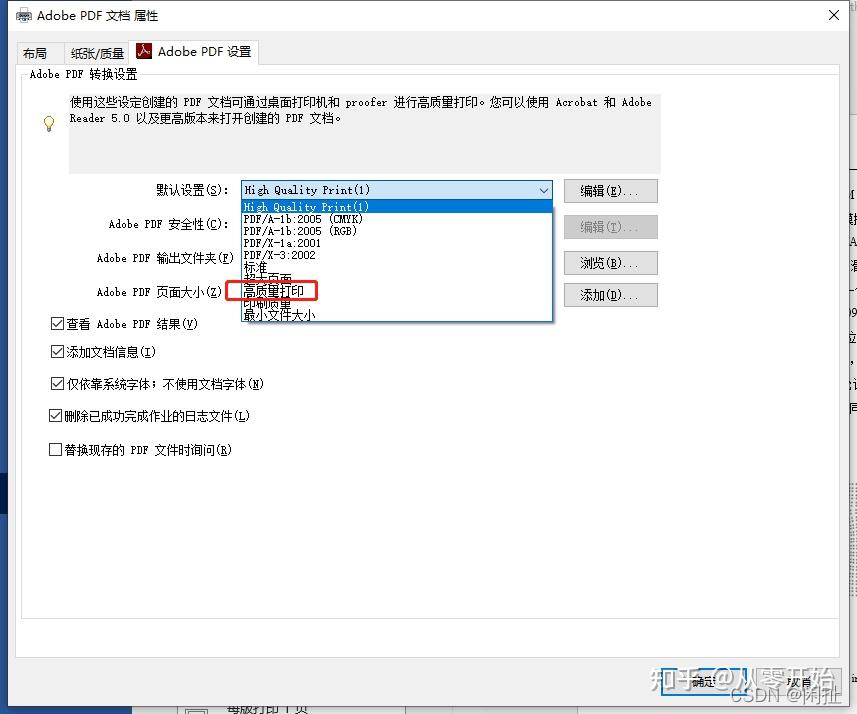 Adobe PDF 文档 属性
布局
纸张/质量
Adobe PDF 设置
Adobe PDF 转换设置
使用这些设定创建的 PDF 文档可通过桌面打印机和 proofer 进行高质量打印。您可以使用 Acrobat 和 Adobe
Reader 5.0 以及更高版本来打开创建的 PDF 文档。
默认设置(S):
High Quality Print(1)
编辑(E)...
High Quality Print(1)
PDF/A-1b:2005 (CMYK)
PDF/A-1b:2005 (RGB)
PDF/X-1a:2001
PDF/X-3:2002
标准
超大页面
高质量打印
印刷质量
最小文件大小
Adobe PDF 安全性(C):
编辑(T)...
Adobe PDF 输出文件夹(F)
浏览(B)...
Adobe PDF 页面大小(Z)
添加(D)...
查看 Adobe PDF 结果(Y)
添加文档信息(I)
仅依靠系统字体；不使用文档字体(N)
删除已成功完成作业的日志文件(L)
替换现存的 PDF 文件时询问(R)
确定
取消
知乎 @从零开始
CSDN @闲扯
每版打印 1 页